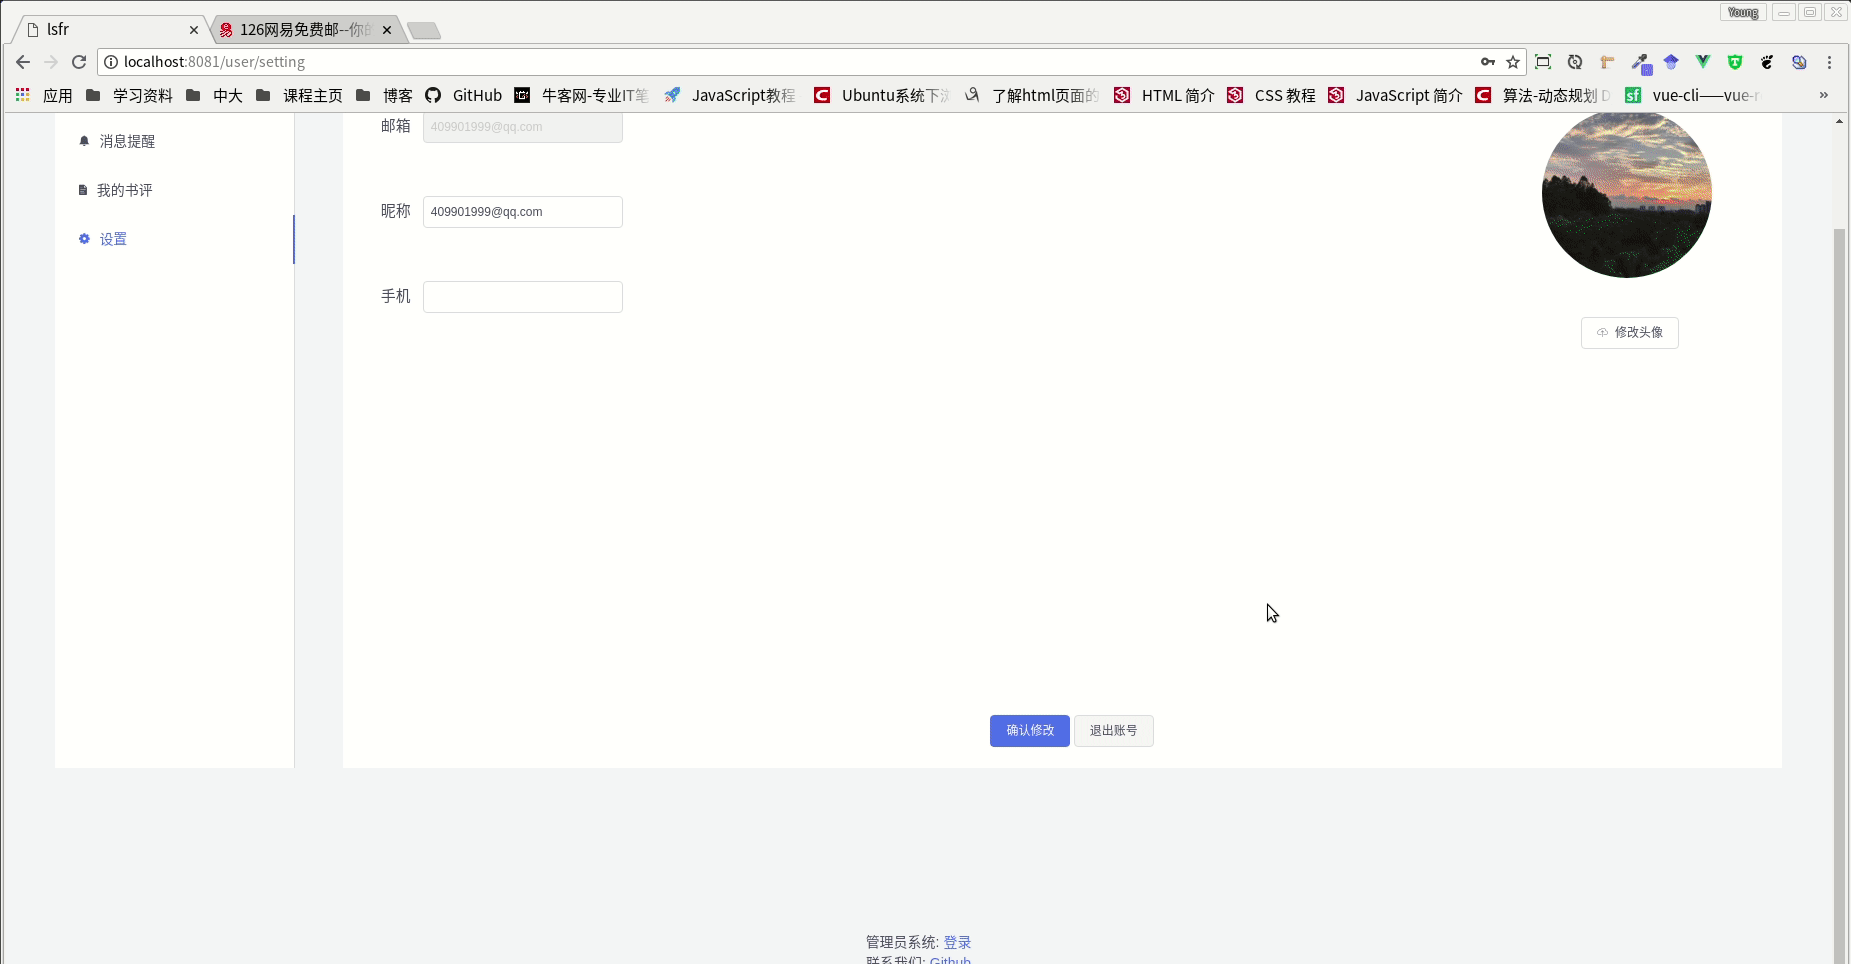 Young
lsfr
126网易免费邮--你的
localhost:8081/user/setting
应用 学习资料 中大 课程主页 博客 GitHub 牛客网-专业IT笔 JavaScript教程 Ubuntu系统下 了解html页面的 HTML 简介 CSS 教程 JavaScript 简介 算法-动态规划 D vue-cli——vue-r »
消息提醒
我的书评
设置
邮箱 409901999@qq.com
昵称 409901999@qq.com
手机
修改头像
确认修改 退出账号
管理员系统: 登录
联系我们: Github